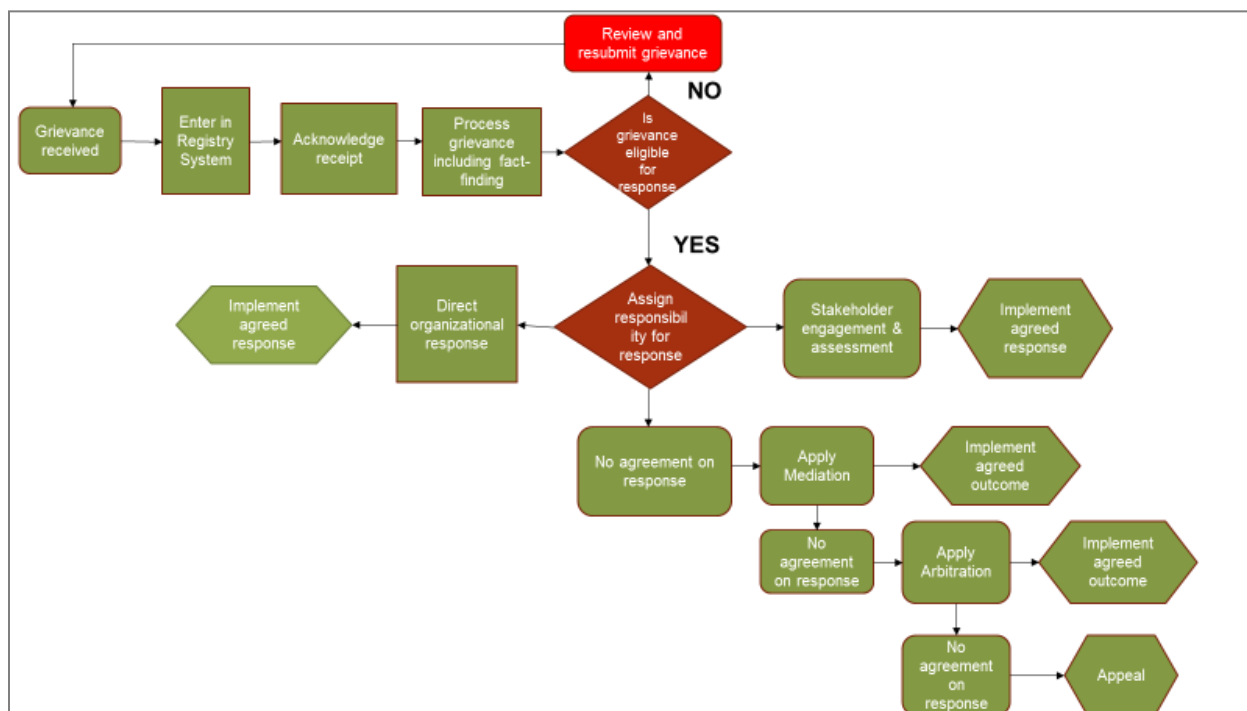 Review and
resubmit grievance
NO
Grievance
received
Enter in
Registry
System
Acknowledge
receipt
Process
grievance
including fact-
finding
Is
grievance
eligible
for
response
YES
Implement
agreed
response
Direct
organizational
response
Assign
responsibil
ity for
response
Stakeholder
engagement &
assessment
Implement
agreed
response
No agreement on
response
Apply
Mediation
Implement
agreed
outcome
No
agreement
on response
Apply
Arbitration
Implement
agreed
outcome
No
agreement
on
response
Appeal